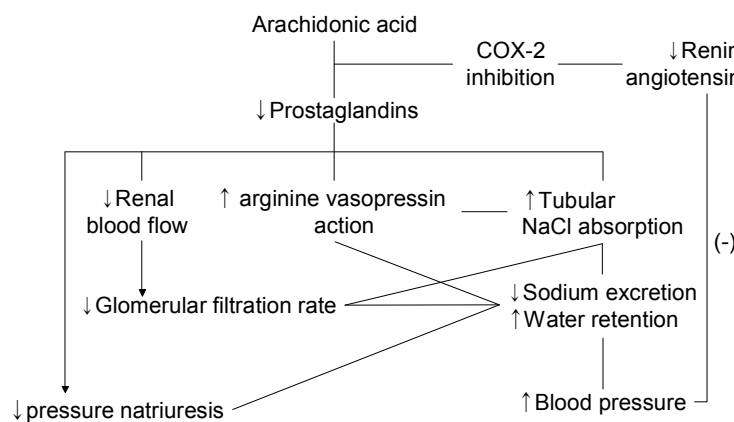 Arachidonic acid
COX-2
inhibition
↓Renin
angiotensin
↓Prostaglandins
↓Renal
blood flow
↑ arginine vasopressin
action
↑Tubular
NaCl absorption
(-)
↓Glomerular filtration rate
↓Sodium excretion
↑Water retention
↓pressure natriuresis
↑Blood pressure